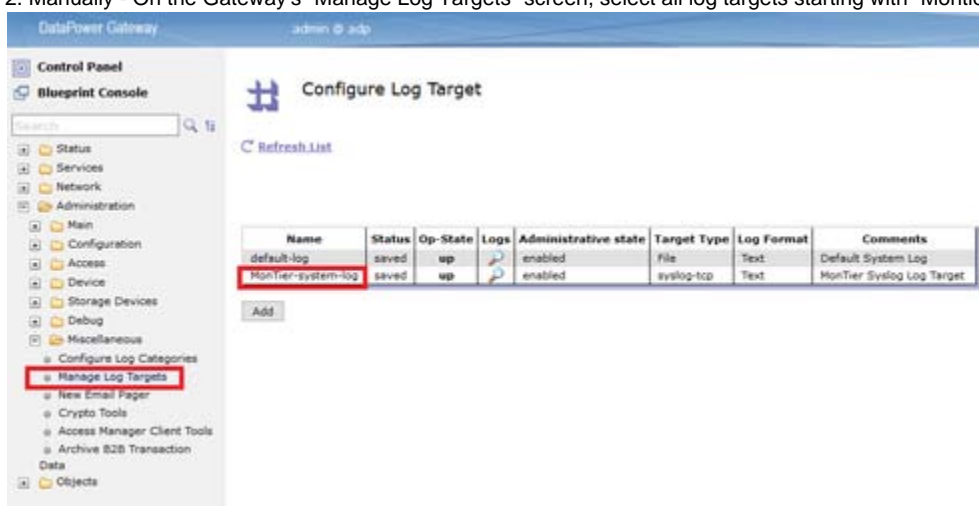 2. Manually - On the Gateway's "Manage Log Targets" screen, select all log targets starting with
DataPower Gateway
admin @ adp
Control Panel
Blueprint Console
Search
Status
Services
Network
Administration
Main
Configuration
Access
Device
Storage Devices
Debug
Miscellaneous
Configure Log Categories
Manage Log Targets
New Email Pager
Crypto Tools
Access Manager Client Tools
Archive B2B Transaction
Data
Objects
Configure Log Target
Refresh List
Name Status Op-State Logs Administrative state Target Type Log Format Comments
default-log saved up enabled File Text Default System Log
MonTier-system-log saved up enabled syslog-tcp Text MonTier Syslog Log Target
Add